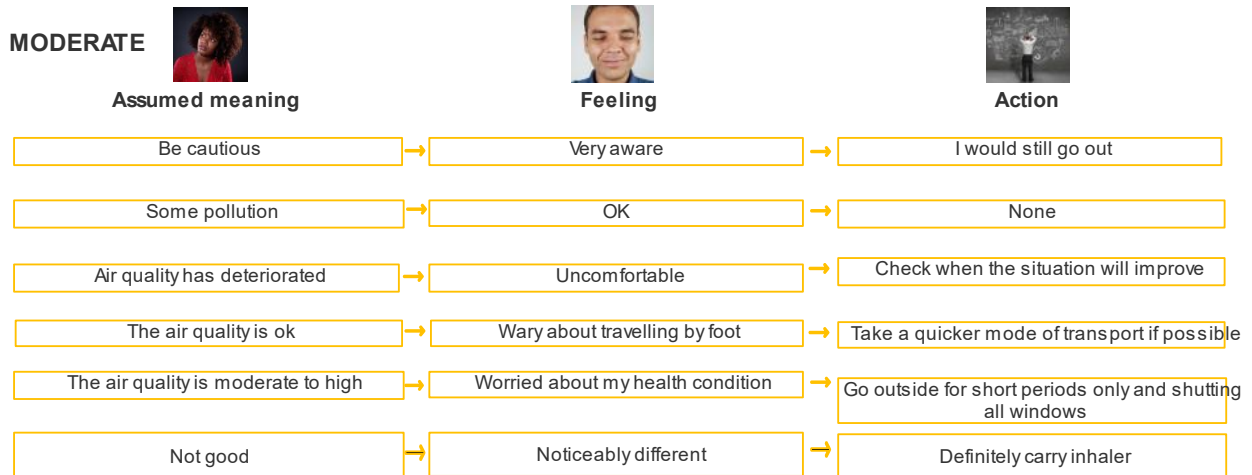 MODERATE
Assumed meaning
Feeling
Action
Be cautious
Very aware
I would still go out
Some pollution
OK
None
Air quality has deteriorated
Uncomfortable
Check when the situation will improve
The air quality is ok
Wary about travelling by foot
Take a quicker mode of transport if possible
The air quality is moderate to high
Worried about my health condition
Go outside for short periods only and shutting
all windows
Not good
Noticeably different
Definitely carry inhaler